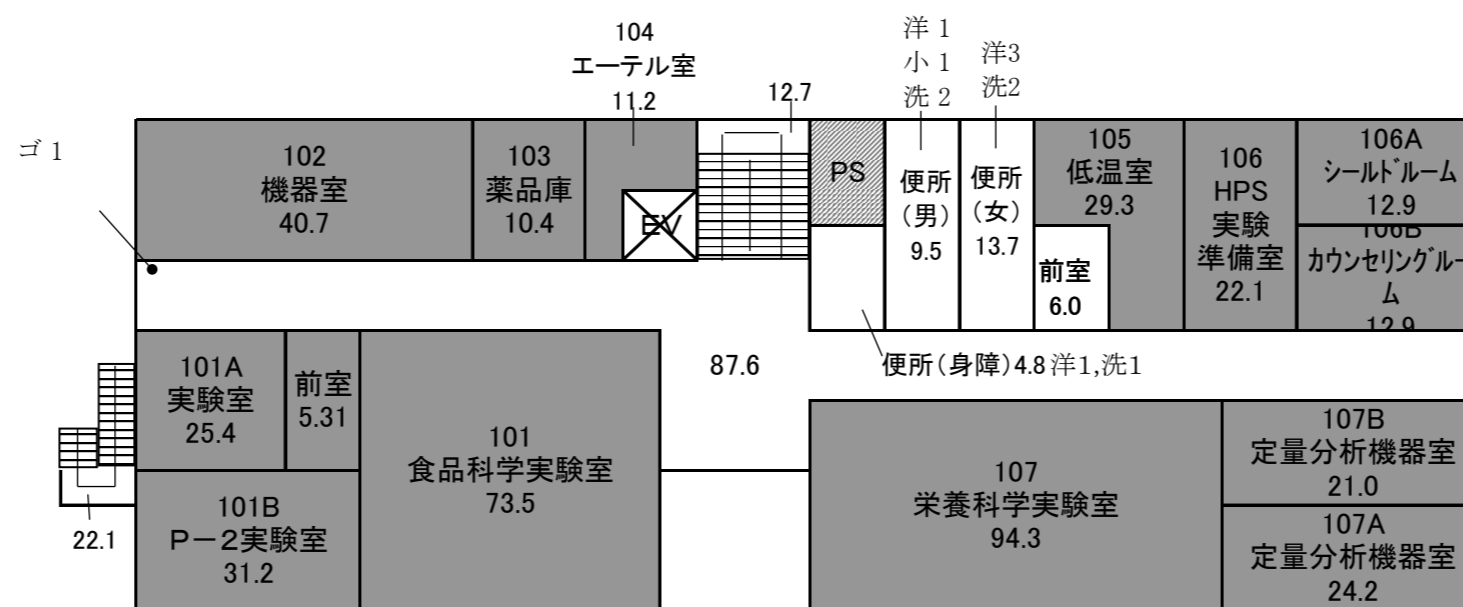 104
エーテル室
11.2
12.7
洋 1
小 1
洗 2
洋3
洗2
ゴ 1
102
機器室
40.7
103
薬品庫
10.4
EV
PS
便所
(男)
9.5
便所
(女)
13.7
105
低温室
29.3
前室
6.0
106
HPS
実験
準備室
22.1
106A
シールドルーム
12.9
106B
カウンセリングルー
ム
12.9
101A
実験室
25.4
前室
5.31
101
食品科学実験室
73.5
87.6
便所(身障)4.8 洋1,洗1
22.1
101B
P-2実験室
31.2
107
栄養科学実験室
94.3
107B
定量分析機器室
21.0
107A
定量分析機器室
24.2